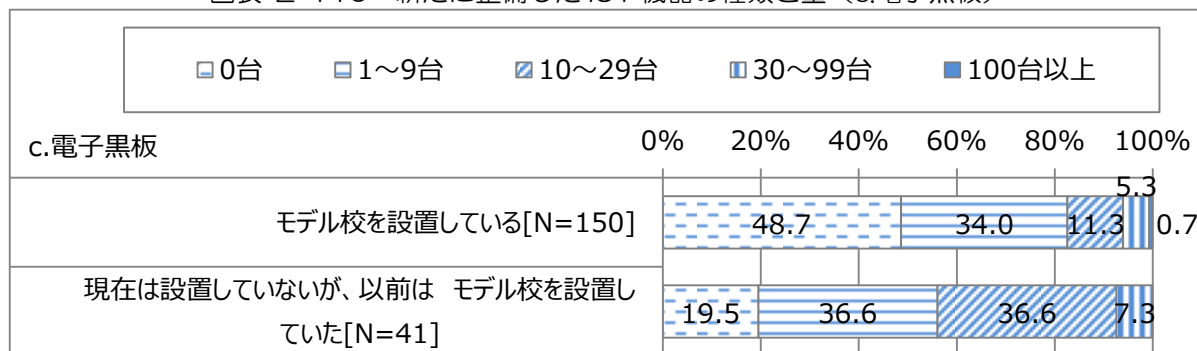 0台 1～9台 10～29台 30～99台 100台以上
c.電子黒板 0% 20% 40% 60% 80% 100%
モデル校を設置している[N=150] 48.7 34.0 11.3 5.3 0.7
現在は設置していないが、以前は モデル校を設置し
ていた[N=41] 19.5 36.6 36.6 7.3